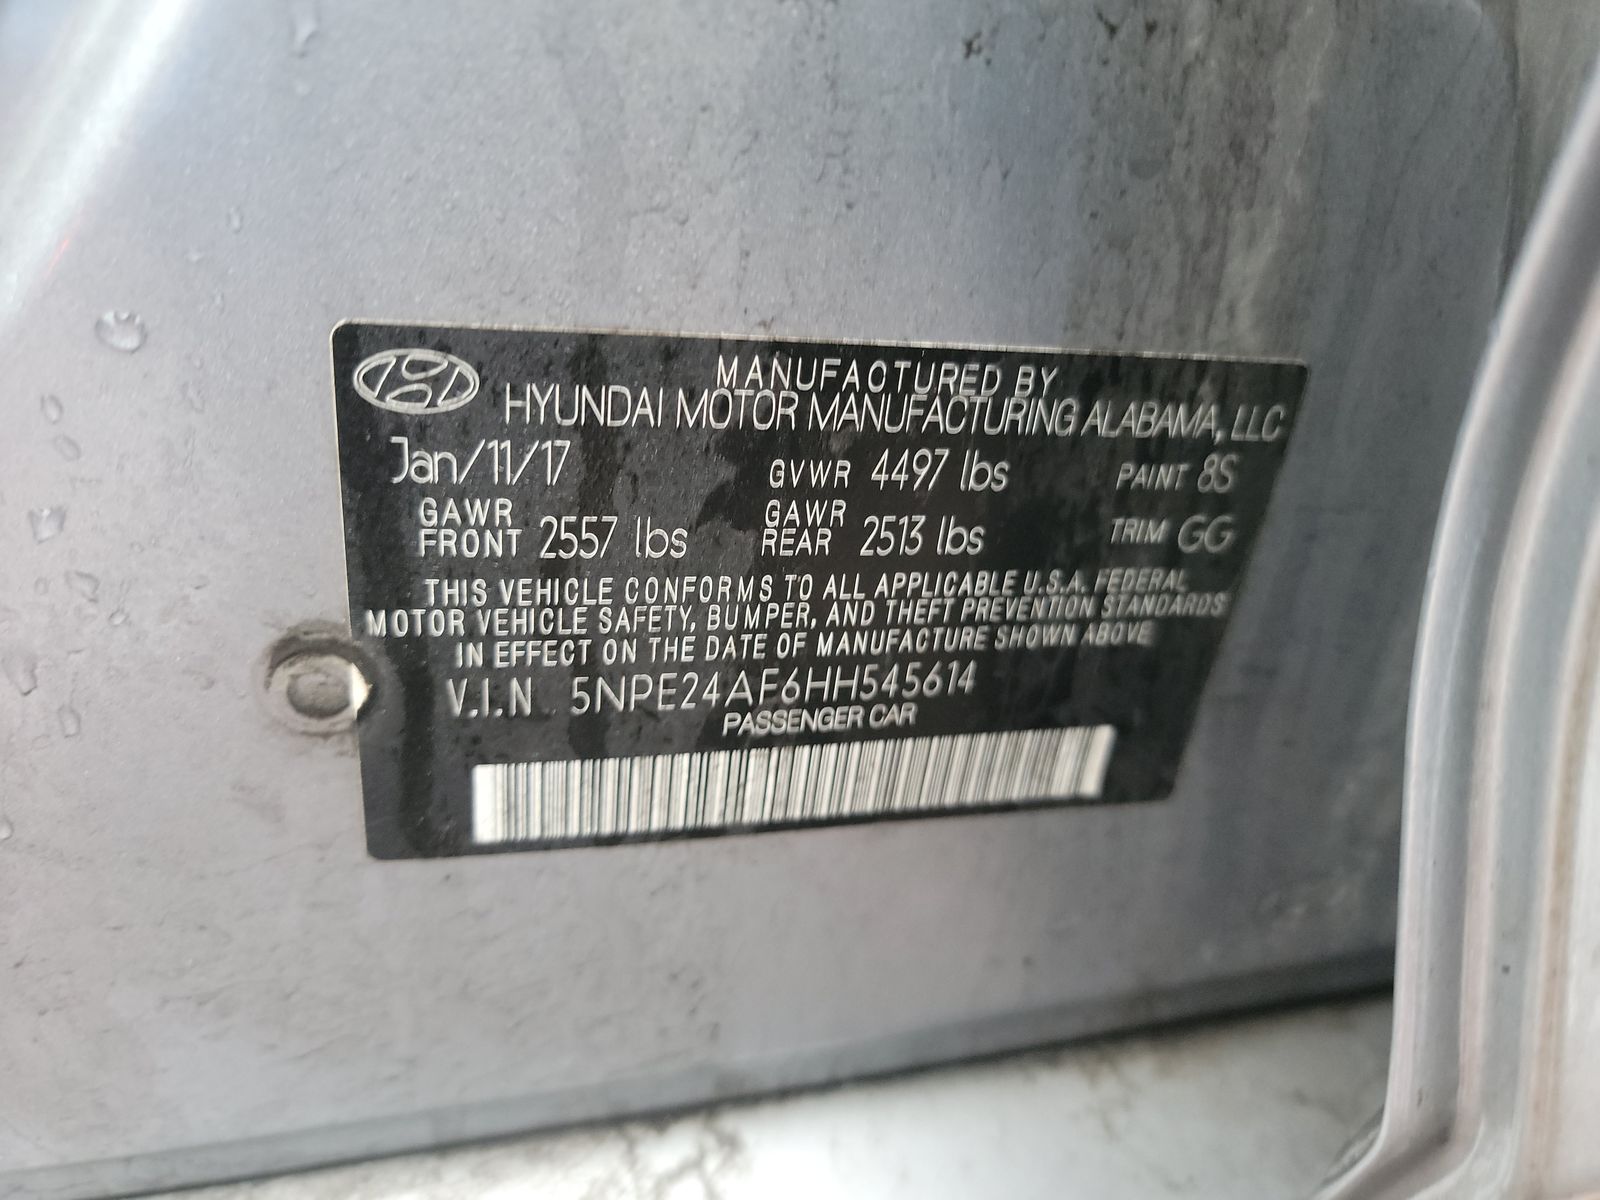 MANUFACTURED BY
HYUNDAI MOTOR MANUFACTURING ALABAMA, LLC
Jan/11/17 GVWR 4497 lbs PAINT 8S
GAWR FRONT 2557 lbs GAWR REAR 2513 lbs TRIM GG
THIS VEHICLE CONFORMS TO ALL APPLICABLE U.S.A. FEDERAL
MOTOR VEHICLE SAFETY, BUMPER, AND THEFT PREVENTION STANDARDS
IN EFFECT ON THE DATE OF MANUFACTURE SHOWN ABOVE
V.I.N 5NPE24AF6HH545614
PASSENGER CAR